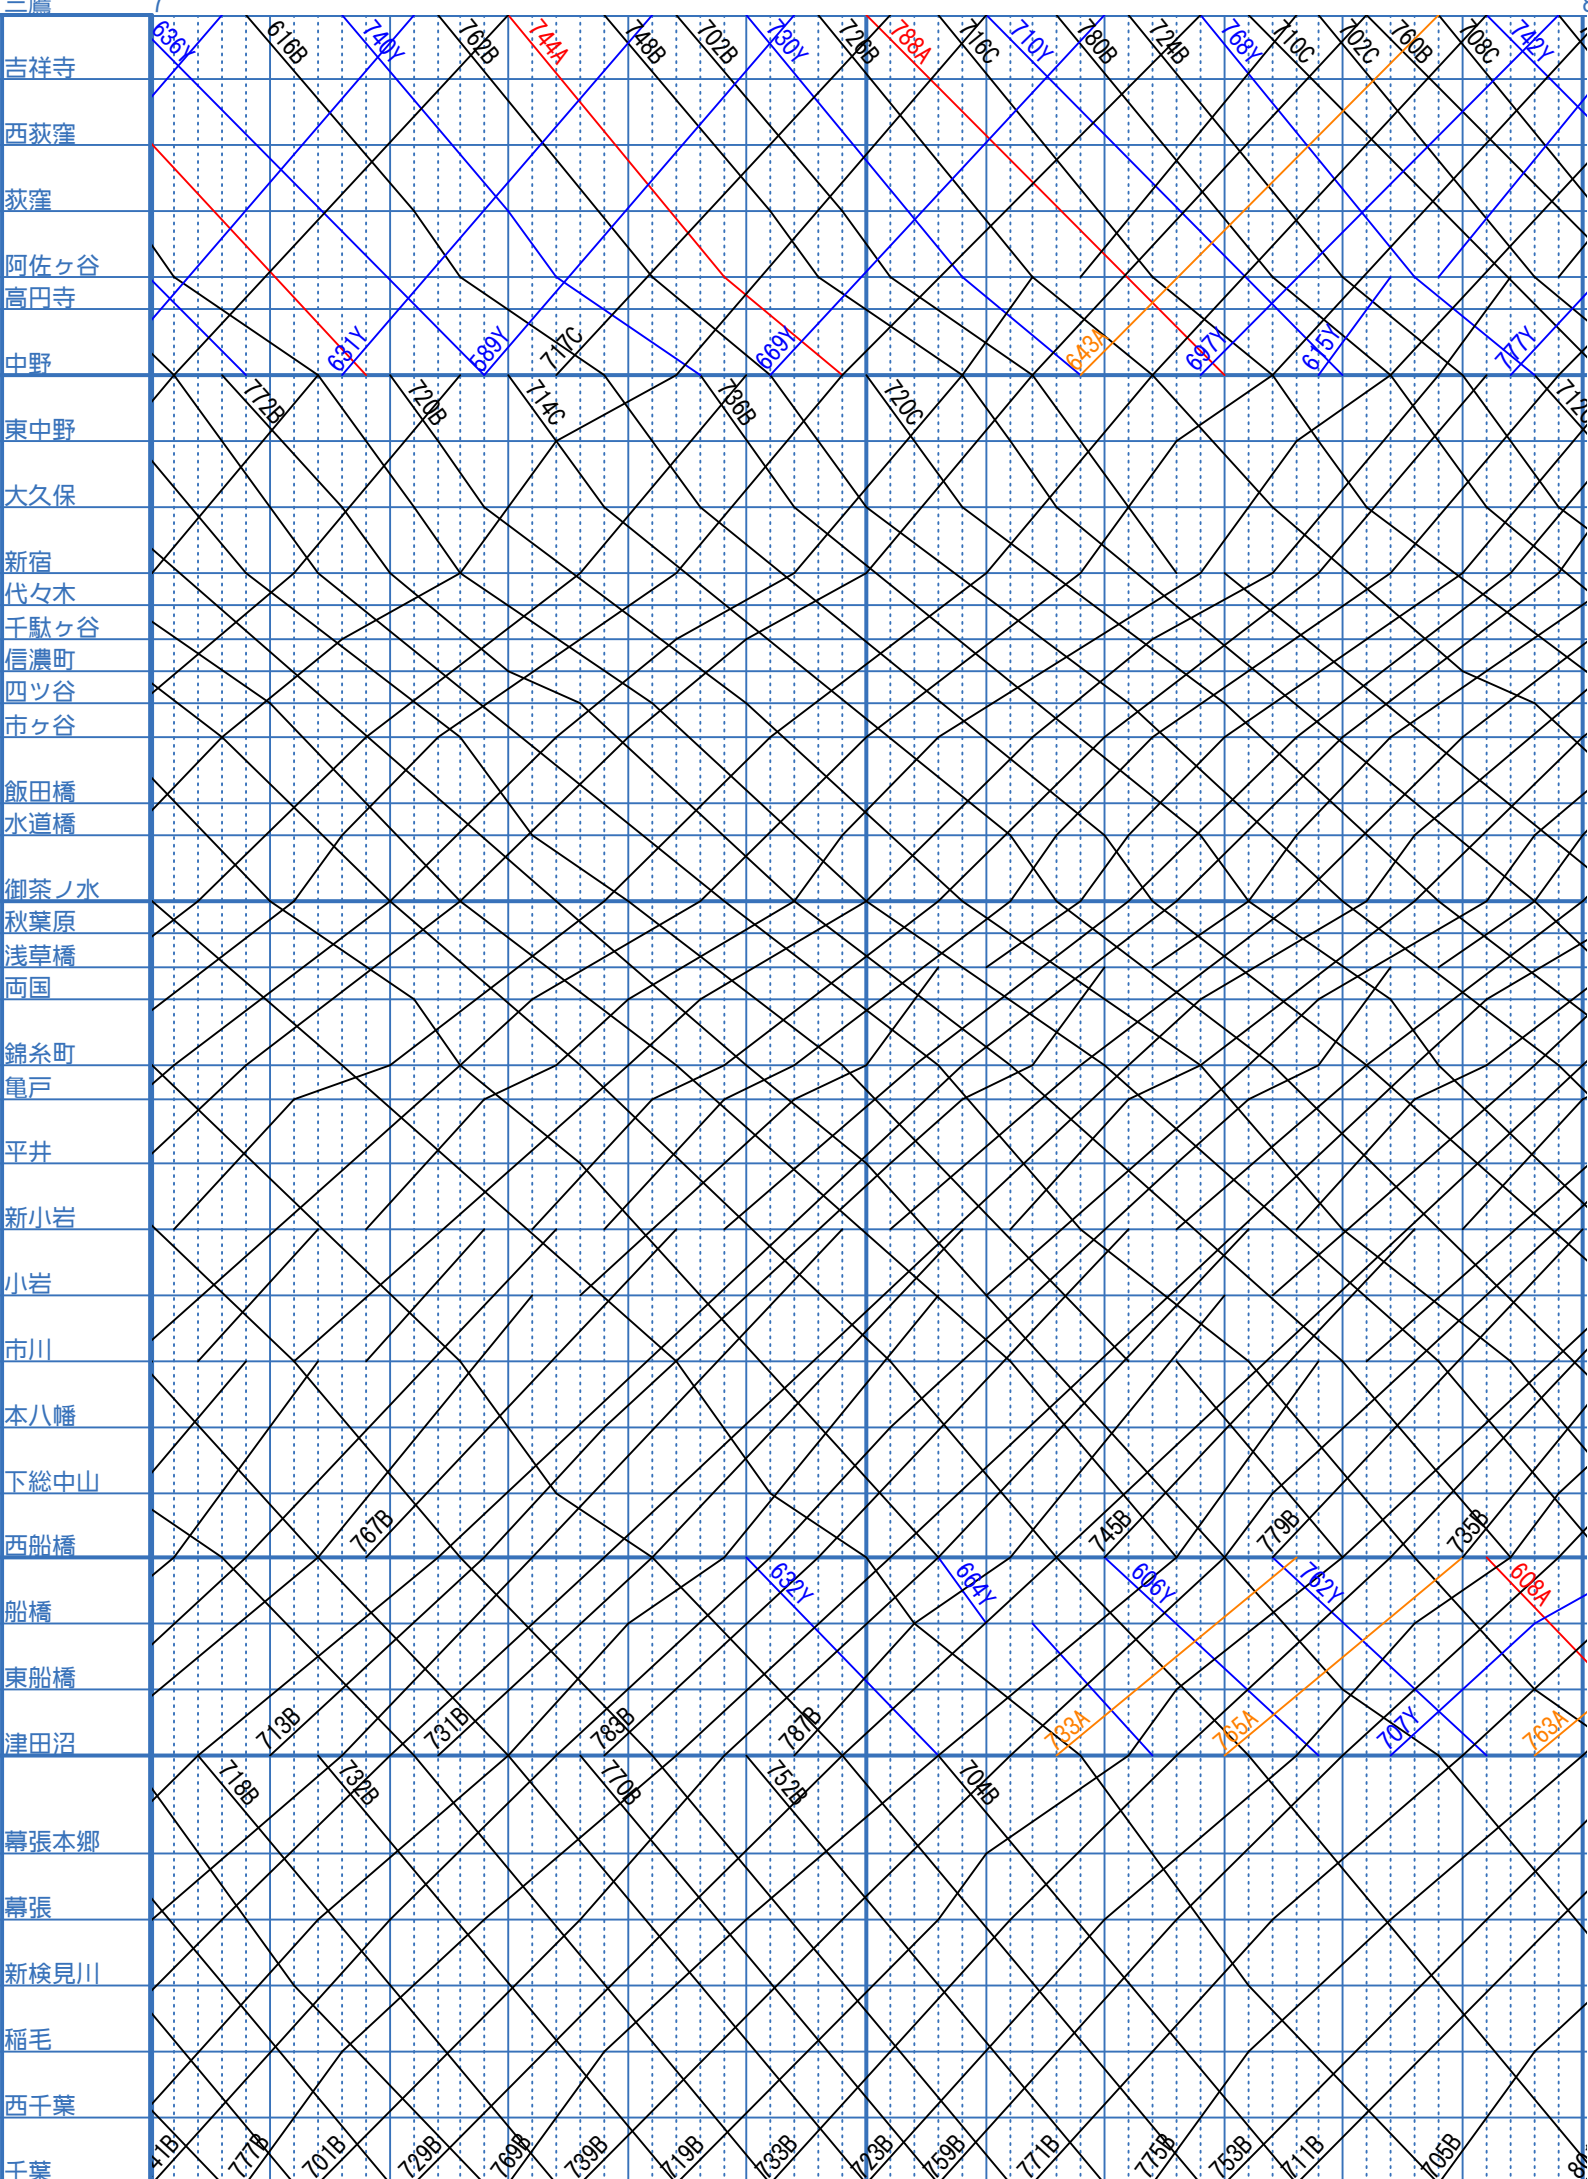 三鷹 7
636Y 616B 740Y 762B 744A 748B 702B 730Y 726B 788A 716C 710Y 780B 724B 768Y 710C 702C 760B 708C 742Y
吉祥寺
西荻窪
荻窪
阿佐ヶ谷
高円寺
中野 631Y 589Y 717C 669Y 643A 697Y 615Y 777Y
772B 720B 714C 736B 720C 712C
東中野
大久保
新宿
代々木
千駄ヶ谷
信濃町
四ツ谷
市ヶ谷
飯田橋
水道橋
御茶ノ水
秋葉原
浅草橋
両国
錦糸町
亀戸
平井
新小岩
小岩
市川
本八幡
下総中山
西船橋 767B 745B 779B 735B
632Y 664Y 606Y 762Y 608A
船橋
東船橋
津田沼 713B 731B 783B 787B 733A 765A 707Y 763A
718B 732B 770B 752B 704B
幕張本郷
幕張
新検見川
稲毛
西千葉
千葉 41B 777B 701B 729B 769B 739B 719B 733B 723B 759B 771B 775B 753B 711B 705B